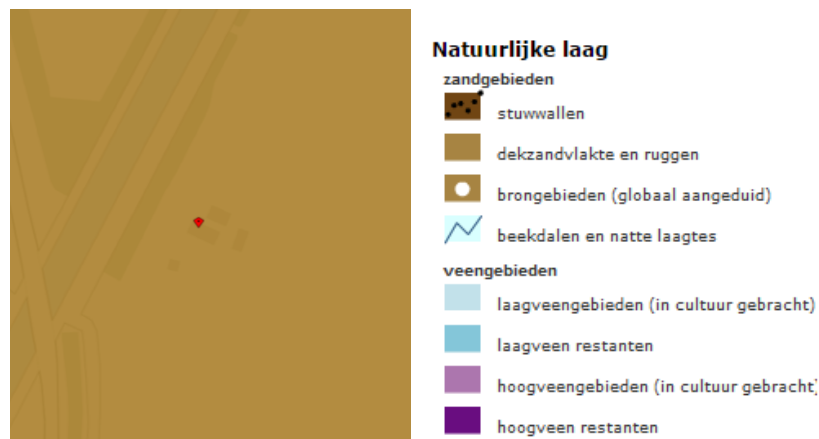 Natuurlijke laag
zandgebieden
stuwwallen
dekzandvlakte en ruggen
brongebieden (globaal aangeduid)
beekdalen en natte laagtes
veengebieden
laagveengebieden (in cultuur gebracht)
laagveen restanten
hoogveengebieden (in cultuur gebracht)
hoogveen restanten